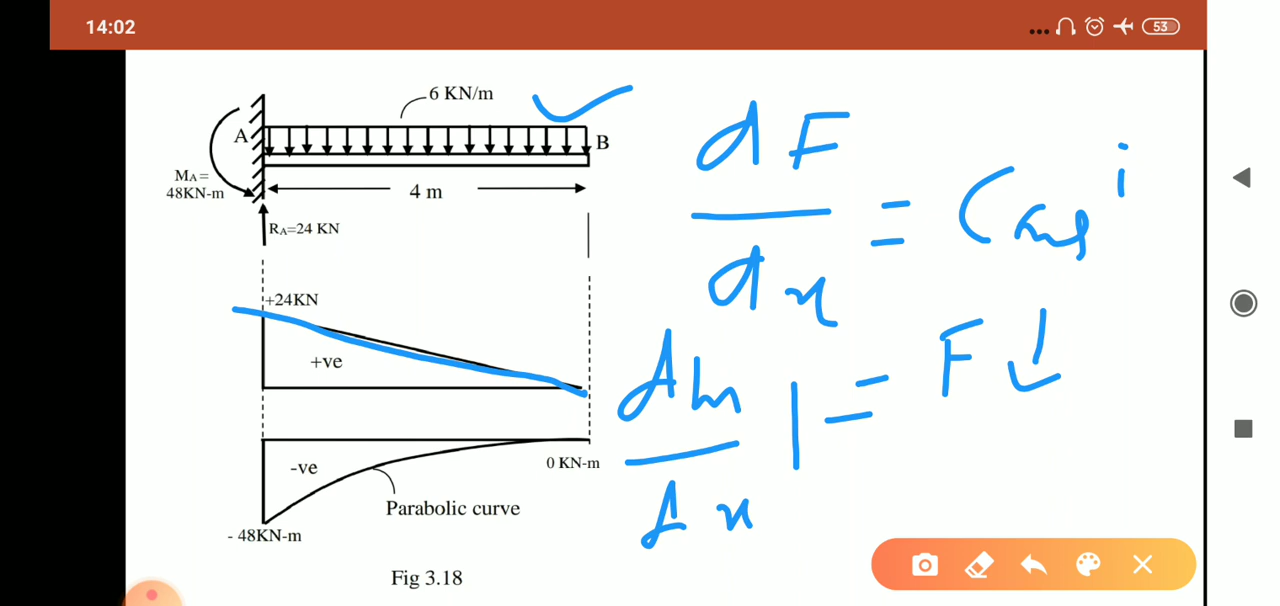 14:02
53
6 KN/m
A
B
MA=
48KN-m
4 m
RA=24 KN
+24KN
+ve
-ve
0 KN-m
Parabolic curve
- 48KN-m
Fig 3.18
dF
dx
=
dm
dx
= F ↓